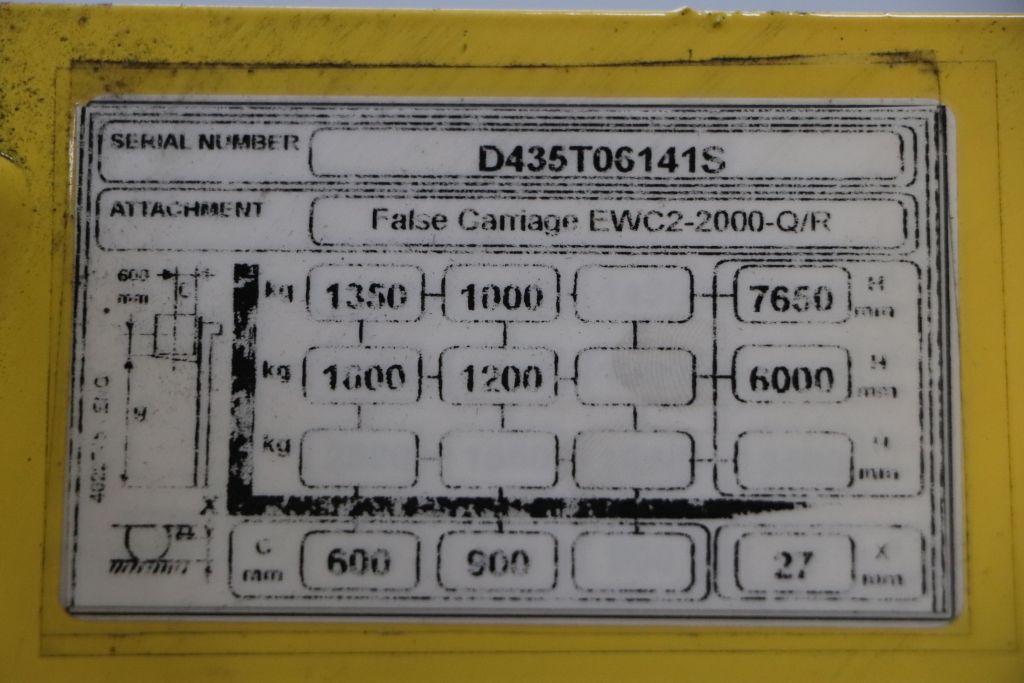 SERIAL NUMBER D435T06141S
ATTACHMENT False Carriage EWC2-2000-Q/R
600 mm C
kg 1350 1000 7650 H mm
kg 1600 1200 6000 H mm
kg H mm
H
X
C mm 600 900 27 X mm